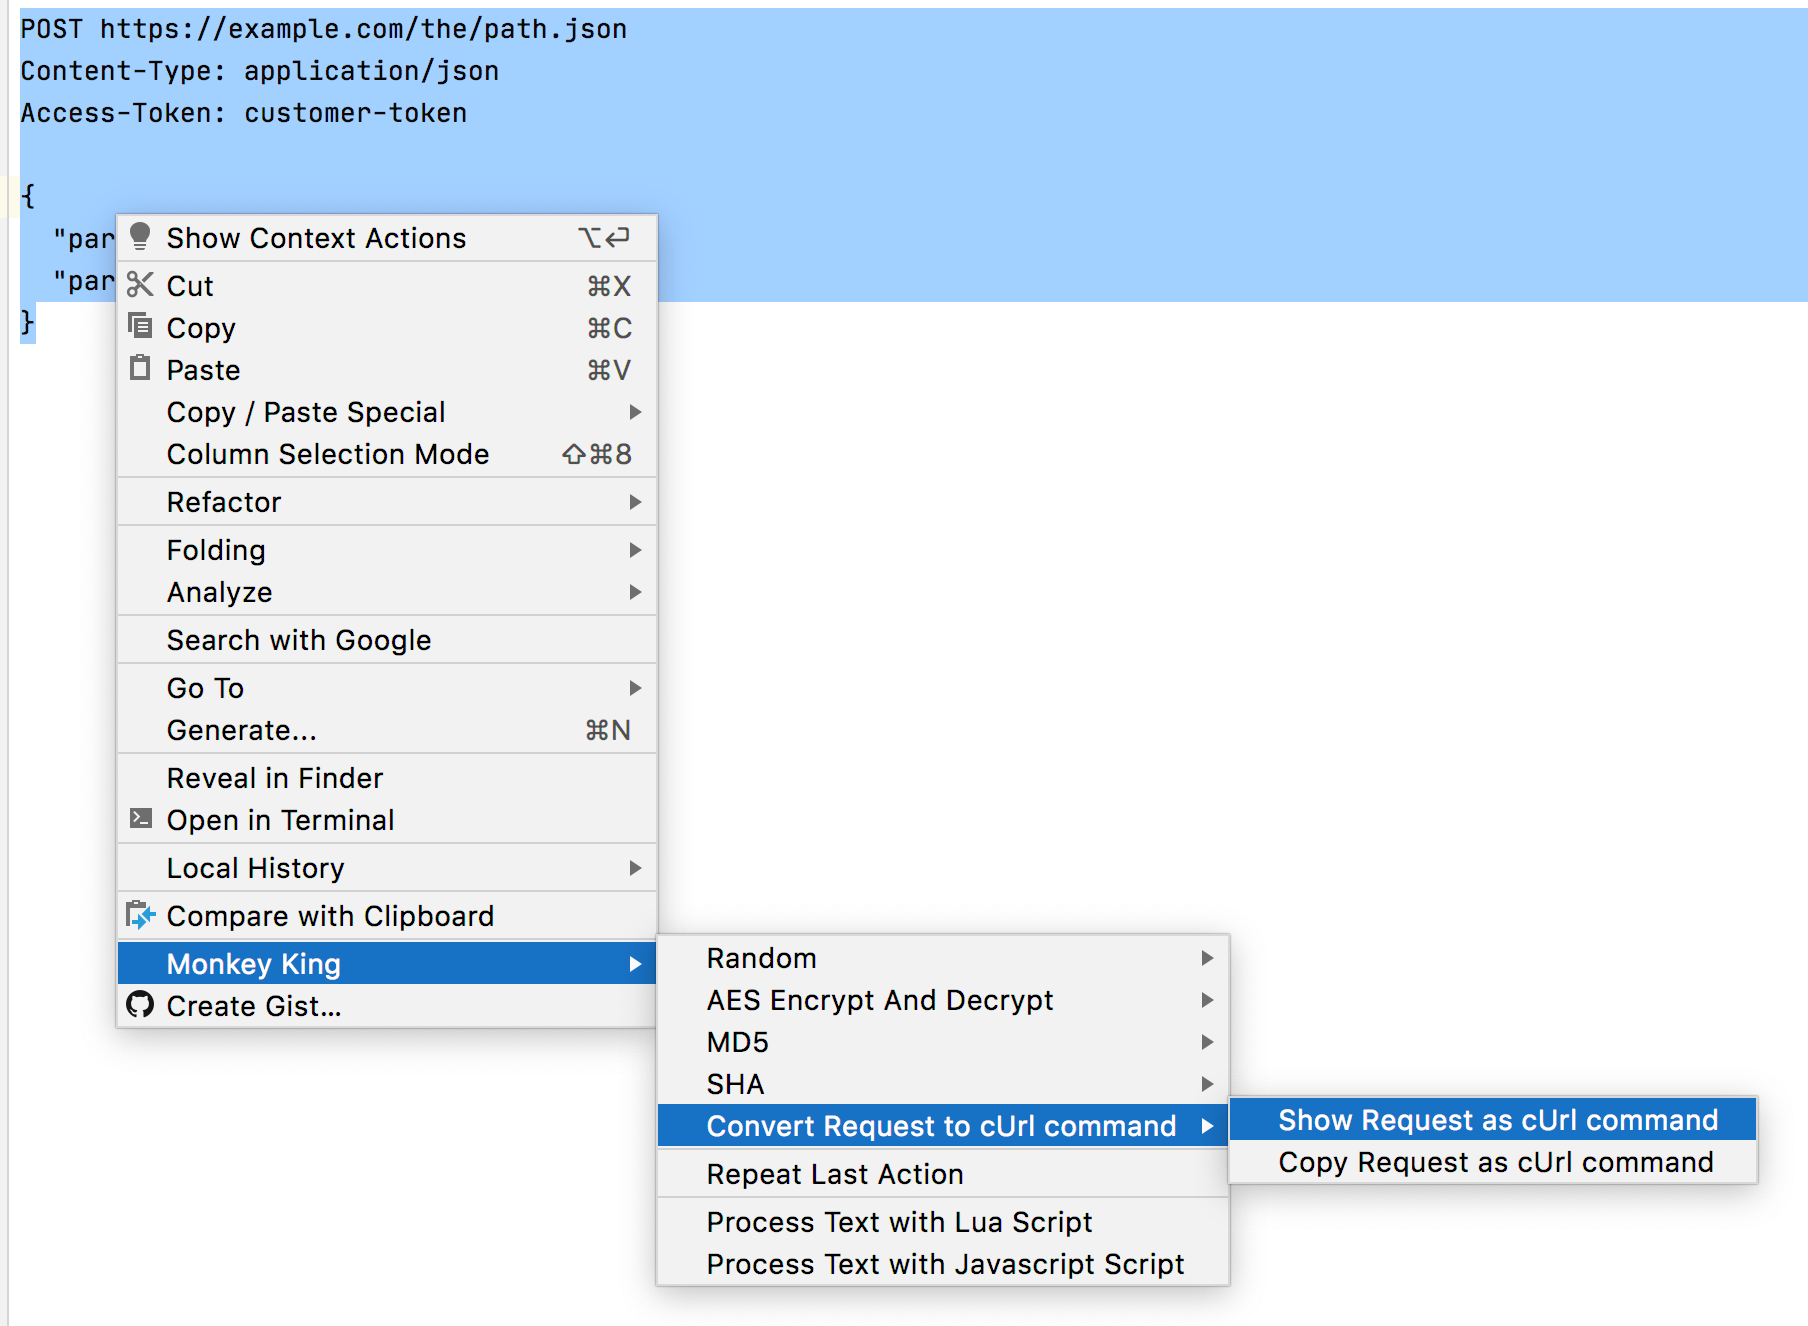 POST https://example.com/the/path.json
Content-Type: application/json
Access-Token: customer-token
{
"par
"par
}
Show Context Actions ⌥⏎
Cut ⌘X
Copy ⌘C
Paste ⌘V
Copy / Paste Special
Column Selection Mode ⇧⌘8
Refactor
Folding
Analyze
Search with Google
Go To
Generate... ⌘N
Reveal in Finder
Open in Terminal
Local History
Compare with Clipboard
Monkey King
Create Gist...
Random
AES Encrypt And Decrypt
MD5
SHA
Convert Request to cUrl command
Repeat Last Action
Process Text with Lua Script
Process Text with Javascript Script
Show Request as cUrl command
Copy Request as cUrl command